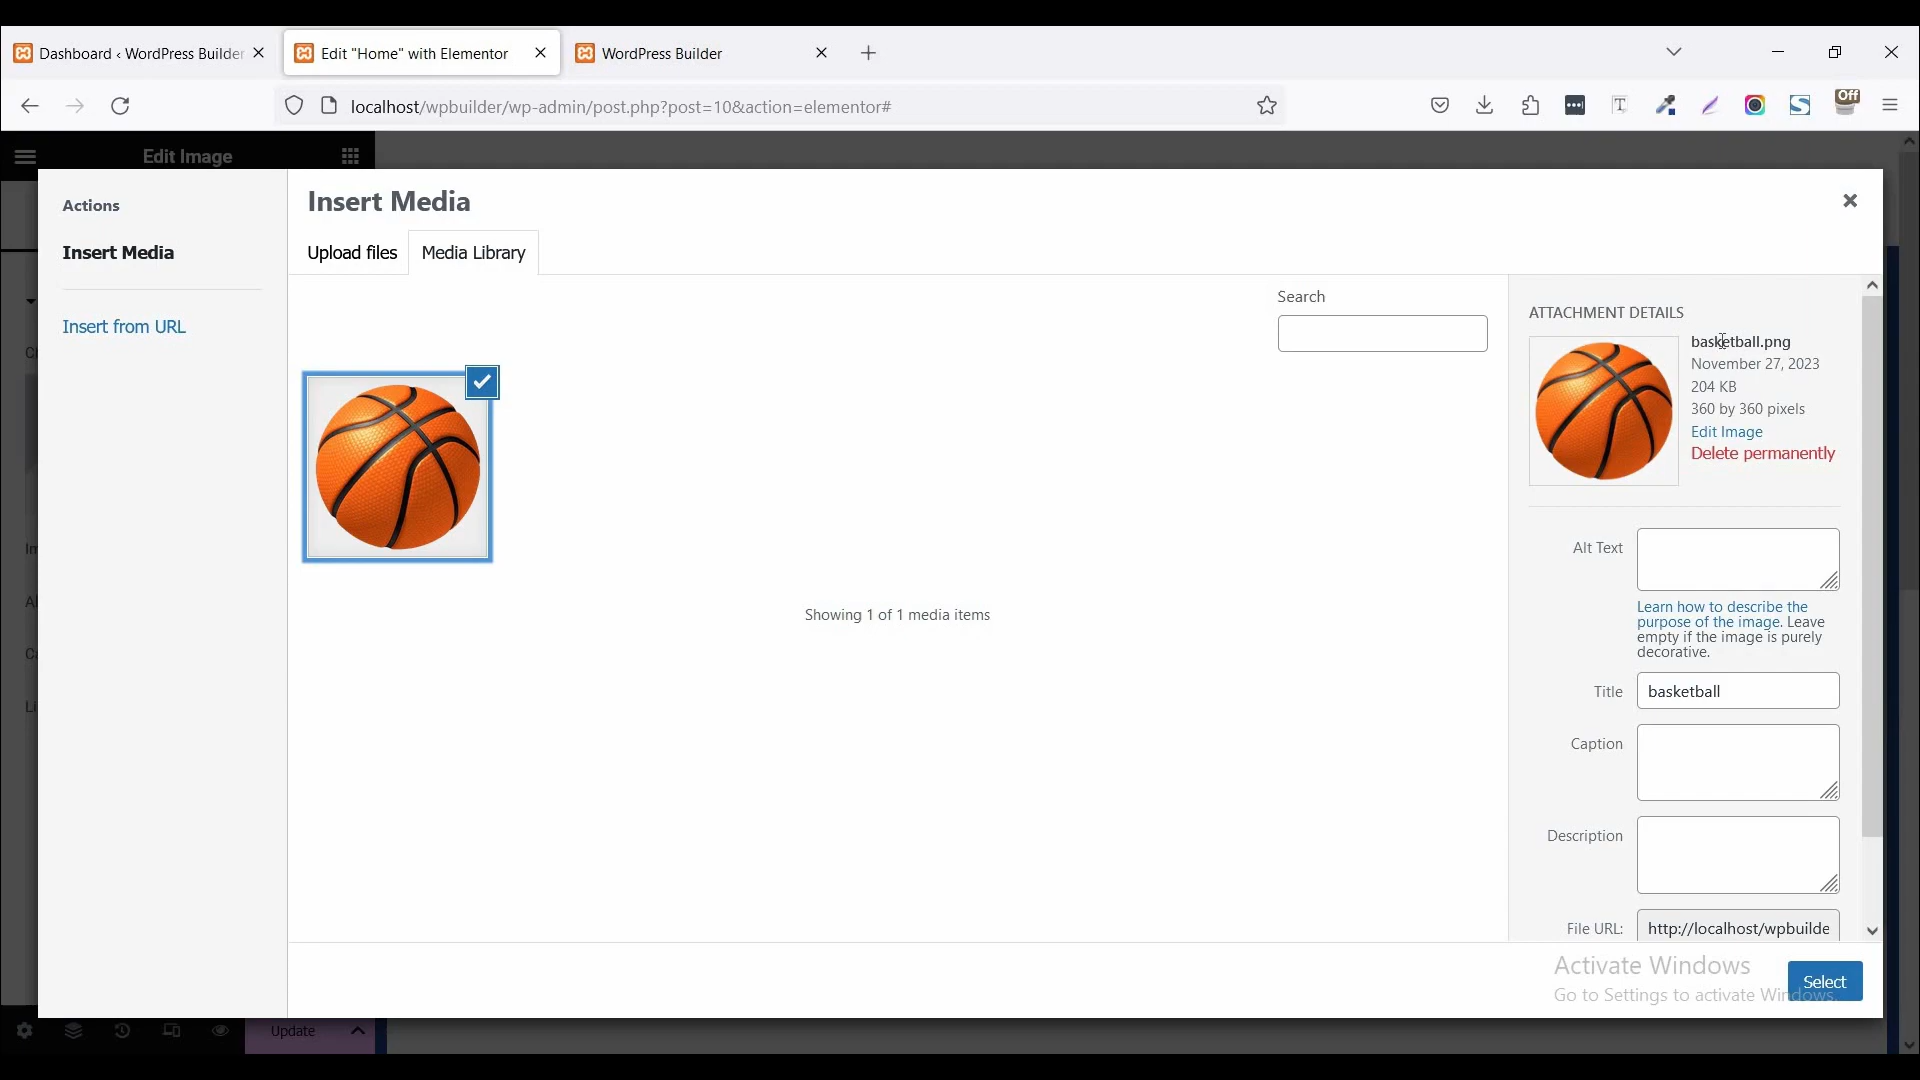 Dashboard ‹ WordPress Builder
Edit "Home" with Elementor
WordPress Builder
localhost/wpbuilder/wp-admin/post.php?post=10&action=elementor#
Off
Edit Image
Actions
Insert Media
Insert from URL
Insert Media
Upload files
Media Library
Search
Showing 1 of 1 media items
ATTACHMENT DETAILS
basketball.png
November 27, 2023
204 KB
360 by 360 pixels
Edit Image
Delete permanently
Alt Text
Learn how to describe the
purpose of the image. Leave
empty if the image is purely
decorative.
Title
basketball
Caption
Description
File URL:
http://localhost/wpbuilde
Activate Windows
Go to Settings to activate Windows.
Select
Update